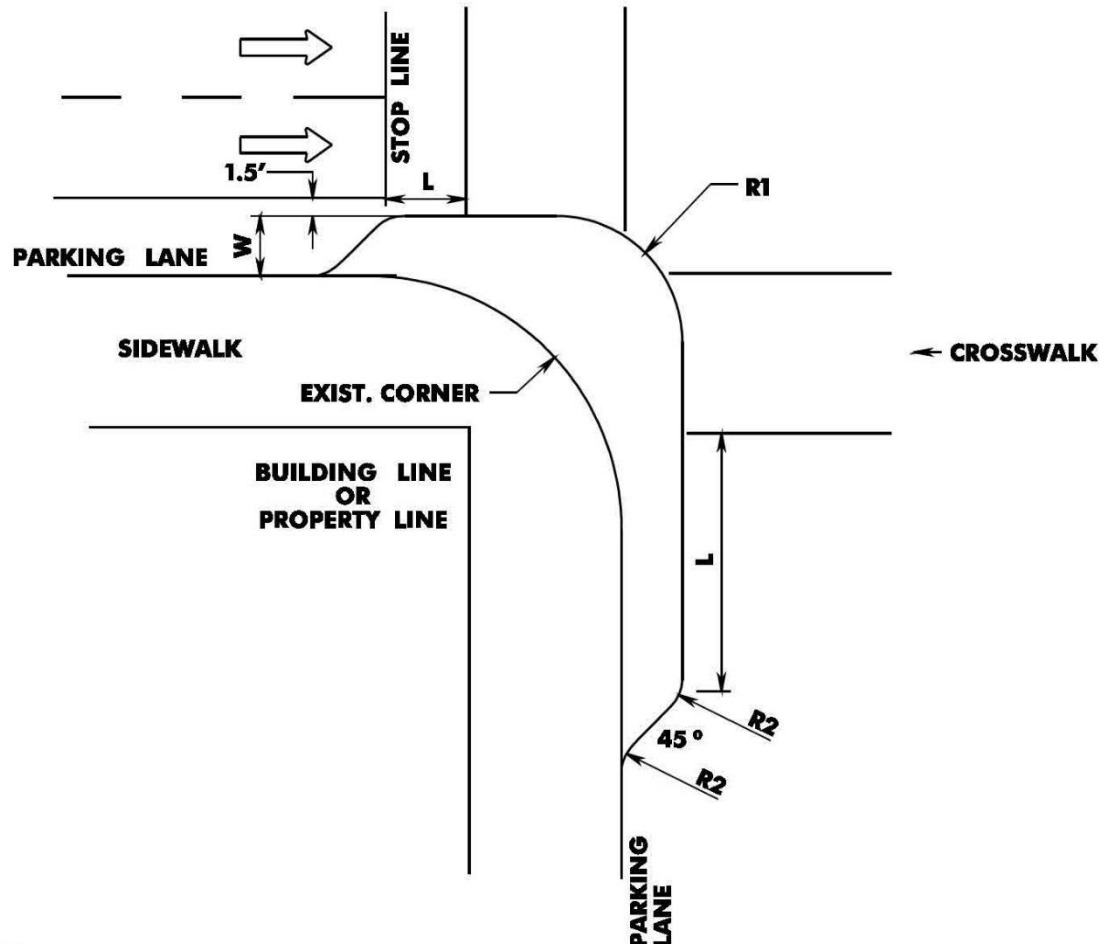 STOP LINE
1.5'
L
R1
W
PARKING LANE
SIDEWALK
CROSSWALK
EXIST. CORNER
BUILDING LINE
OR
PROPERTY LINE
L
R2
45°
R2
PARKING
LANE